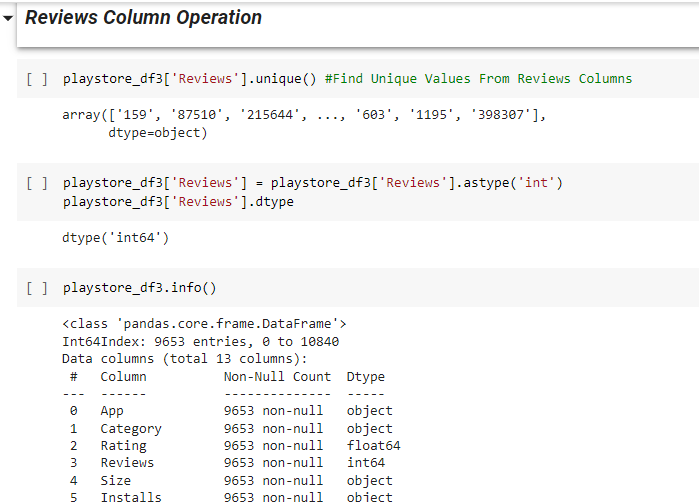 Reviews Column Operation
[ ] playstore_df3['Reviews'].unique() #Find Unique Values From Reviews Columns
array(['159', '87510', '215644', ..., '603', '1195', '398307'],
dtype=object)
[ ] playstore_df3['Reviews'] = playstore_df3['Reviews'].astype('int')
playstore_df3['Reviews'].dtype
dtype('int64')
[ ] playstore_df3.info()
<class 'pandas.core.frame.DataFrame'>
Int64Index: 9653 entries, 0 to 10840
Data columns (total 13 columns):
# Column Non-Null Count Dtype
--- ------ -------------- -----
0 App 9653 non-null object
1 Category 9653 non-null object
2 Rating 9653 non-null float64
3 Reviews 9653 non-null int64
4 Size 9653 non-null object
5 Installs 9653 non-null object